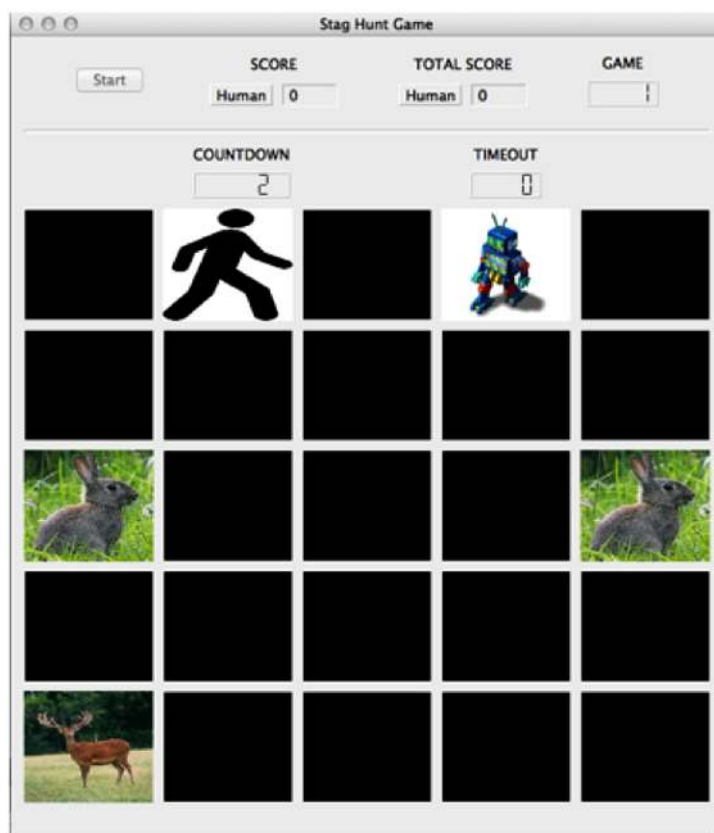 Stag Hunt Game
Start
SCORE
TOTAL SCORE
GAME
Human 0
Human 0
1
COUNTDOWN
TIMEOUT
2
0